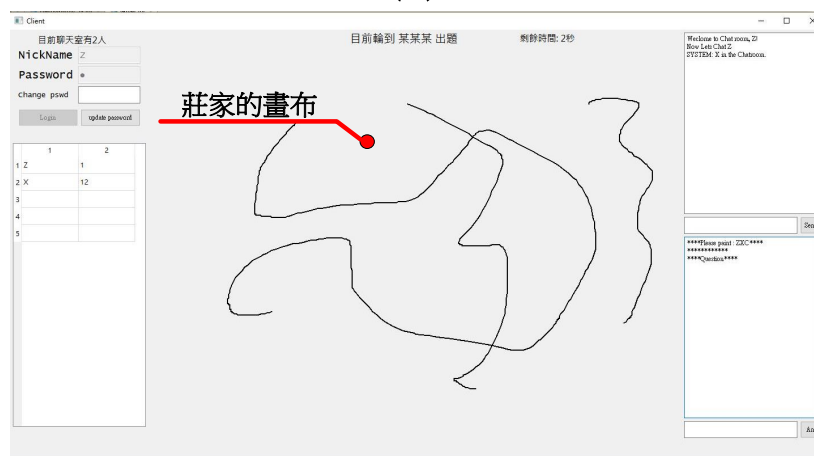 Client
目前聊天室有2人
目前輪到 某某某 出題
剩餘時間: 2秒
NickName Z
Password
Change pswd
Login
update password
莊家的畫布
1 2
1 Z 1
2 X 12
3
4
5
Weclome to Chat room, Z!
Now Lets Chat Z
SYSTEM: X in the Chatroom.
Sen
****Please paint : ZXC****
************
****Question****
An